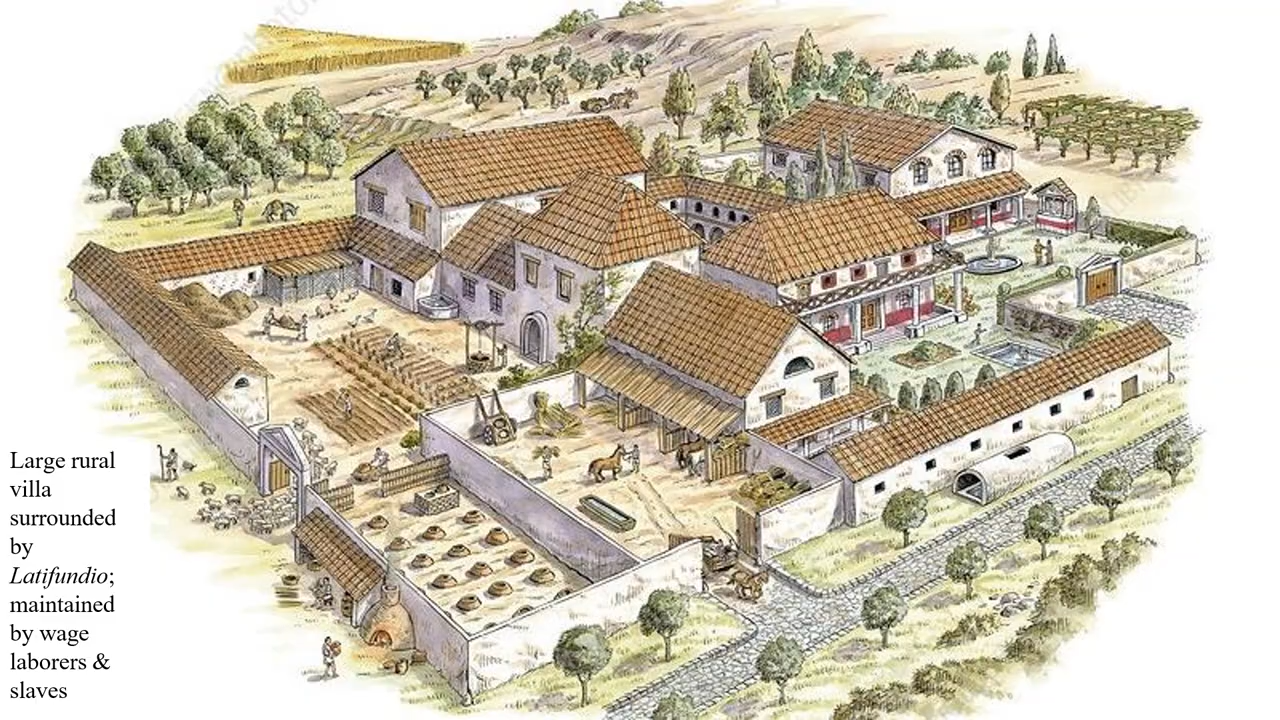 Large rural
villa
surrounded
by
Latifundio;
maintained
by wage
laborers &
slaves